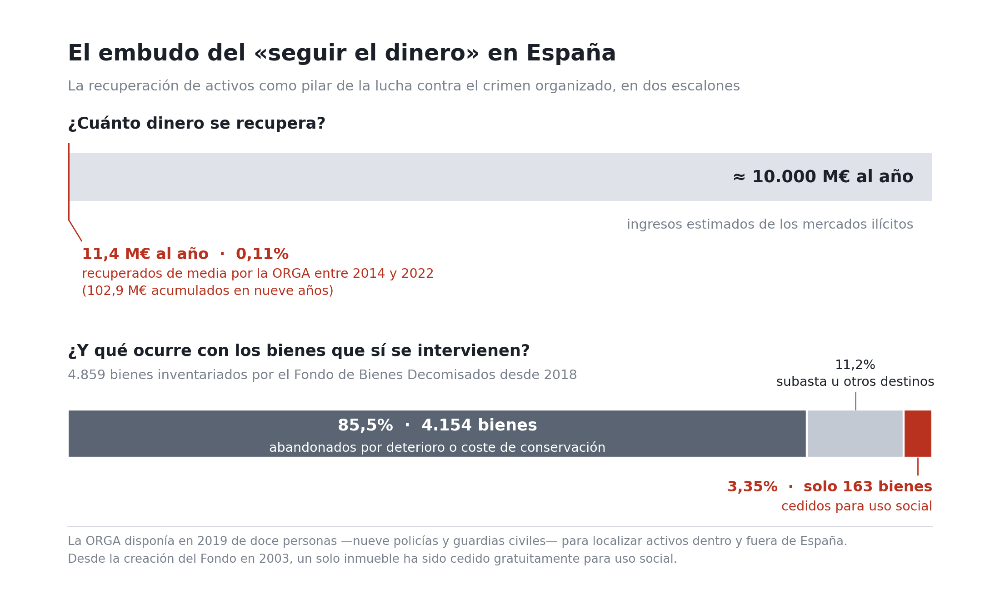 El embudo del «seguir el dinero» en España
La recuperación de activos como pilar de la lucha contra el crimen organizado, en dos escalones
¿Cuánto dinero se recupera?
≈ 10.000 M€ al año
ingresos estimados de los mercados ilícitos
11,4 M€ al año · 0,11%
recuperados de media por la ORGA entre 2014 y 2022
(102,9 M€ acumulados en nueve años)
¿Y qué ocurre con los bienes que sí se intervienen?
4.859 bienes inventariados por el Fondo de Bienes Decomisados desde 2018
11,2%
subasta u otros destinos
85,5% · 4.154 bienes
abandonados por deterioro o coste de conservación
3,35% · solo 163 bienes
cedidos para uso social
La ORGA disponía en 2019 de doce personas —nueve policías y guardias civiles— para localizar activos dentro y fuera de España.
Desde la creación del Fondo en 2003, un solo inmueble ha sido cedido gratuitamente para uso social.